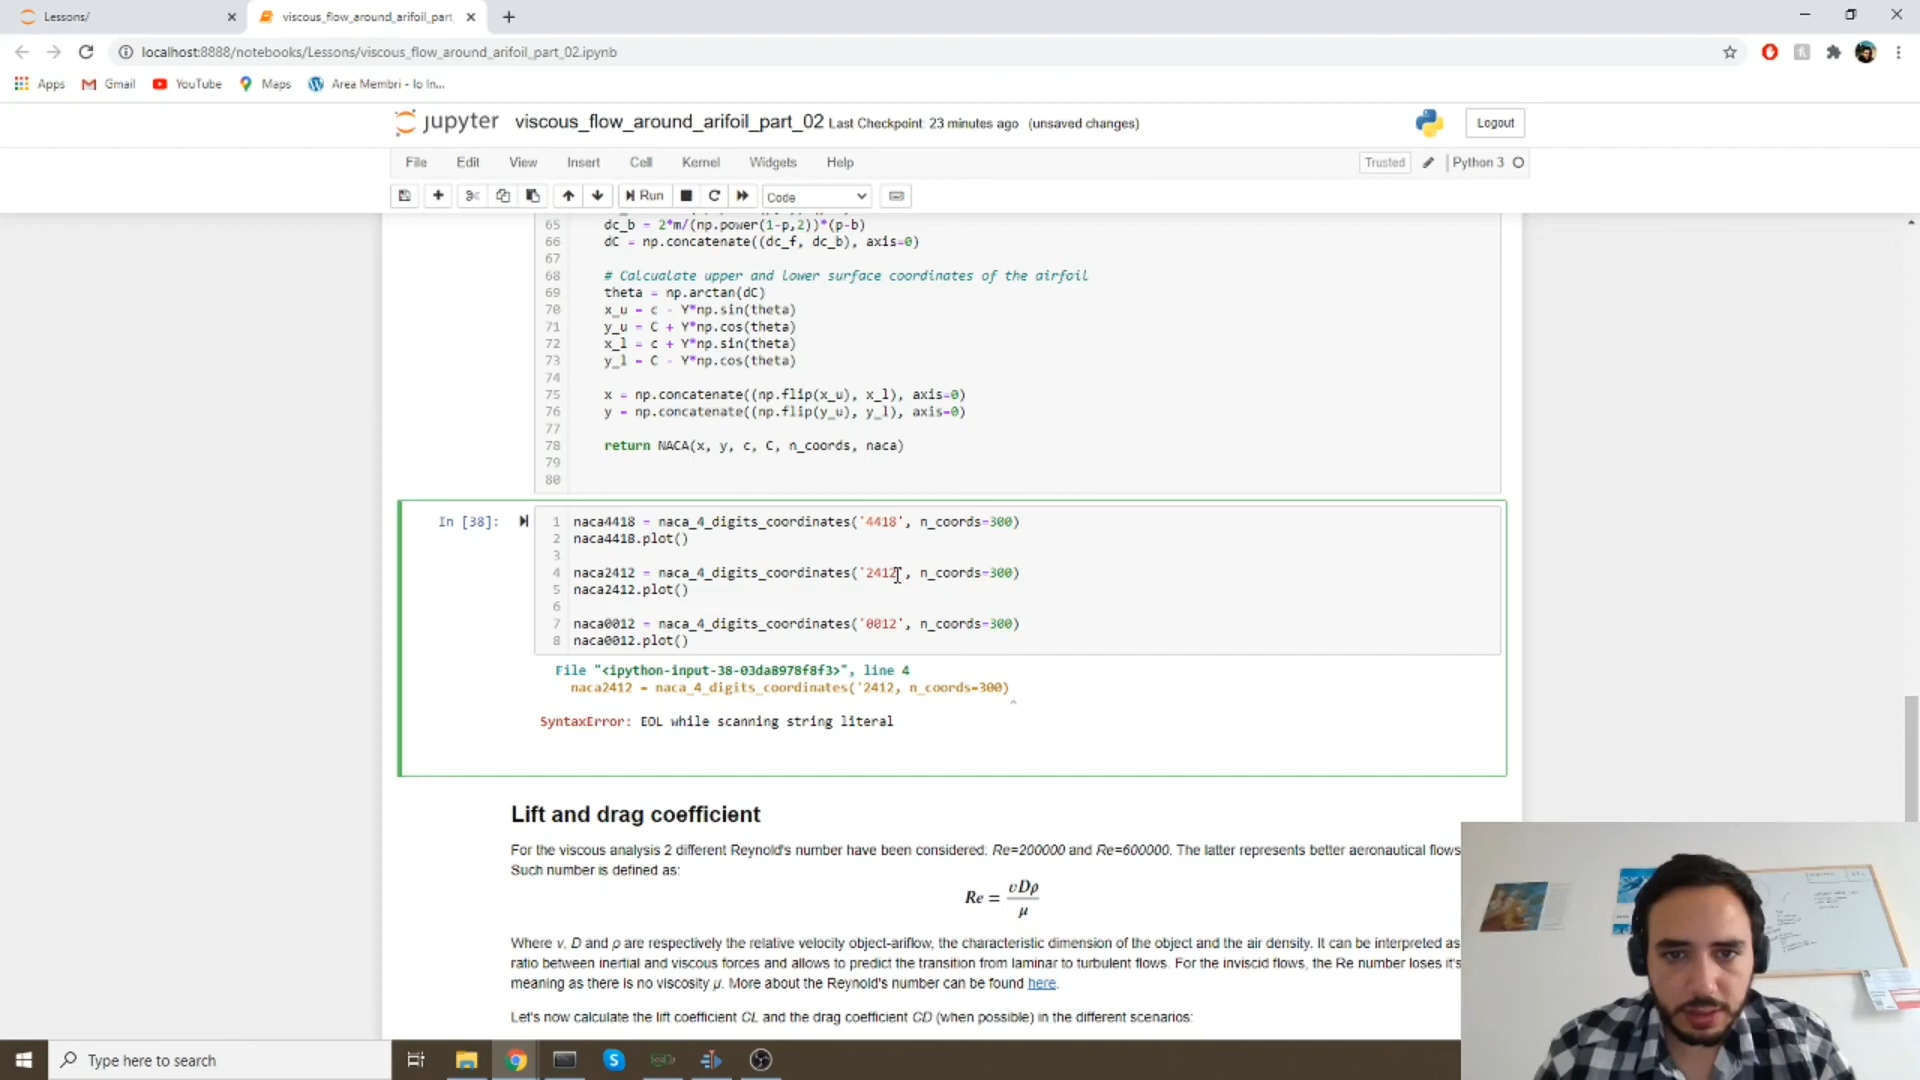 Lessons/
viscous_flow_around_arifoil_part
localhost:8888/notebooks/Lessons/viscous_flow_around_arifoil_part_02.ipynb
Apps Gmail YouTube Maps Area Membri - Io In...
jupyter viscous_flow_around_arifoil_part_02 Last Checkpoint: 23 minutes ago (unsaved changes) Logout
File Edit View Insert Cell Kernel Widgets Help Trusted Python 3
Run Code
65 dc_b = 2*m/(np.power(1-p,2))*(p-b)
66 dC = np.concatenate((dc_f, dc_b), axis=0)
67
68 # Calcualate upper and lower surface coordinates of the airfoil
69 theta = np.arctan(dC)
70 x_u = c - Y*np.sin(theta)
71 y_u = C + Y*np.cos(theta)
72 x_l = c + Y*np.sin(theta)
73 y_l = C - Y*np.cos(theta)
74
75 x = np.concatenate((np.flip(x_u), x_l), axis=0)
76 y = np.concatenate((np.flip(y_u), y_l), axis=0)
77
78 return NACA(x, y, c, C, n_coords, naca)
79
80
In [38]: 1 naca4418 = naca_4_digits_coordinates('4418', n_coords=300)
2 naca4418.plot()
3
4 naca2412 = naca_4_digits_coordinates('2412', n_coords=300)
5 naca2412.plot()
6
7 naca0012 = naca_4_digits_coordinates('0012', n_coords=300)
8 naca0012.plot()
File "<ipython-input-38-03da8978f8f3>", line 4
naca2412 = naca_4_digits_coordinates('2412, n_coords=300)
^
SyntaxError: EOL while scanning string literal
Lift and drag coefficient
For the viscous analysis 2 different Reynold's number have been considered: Re=200000 and Re=600000. The latter represents better aeronautical flows
Such number is defined as:
Re = vDρ/μ
Where v, D and ρ are respectively the relative velocity object-ariflow, the characteristic dimension of the object and the air density. It can be interpreted as
ratio between inertial and viscous forces and allows to predict the transition from laminar to turbulent flows. For the inviscid flows, the Re number loses it's
meaning as there is no viscosity μ. More about the Reynold's number can be found here.
Let's now calculate the lift coefficient CL and the drag coefficient CD (when possible) in the different scenarios:
Type here to search